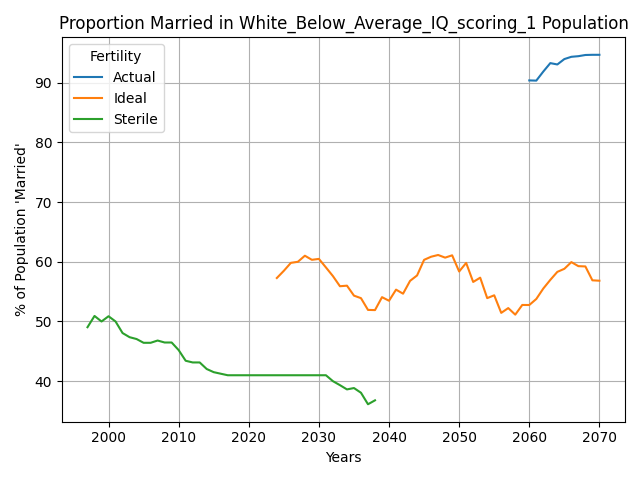 Proportion Married in White_Below_Average_IQ_scoring_1 Population
Fertility
Actual
Ideal
Sterile
% of Population 'Married'
90
80
70
60
50
40
2000 2010 2020 2030 2040 2050 2060 2070
Years